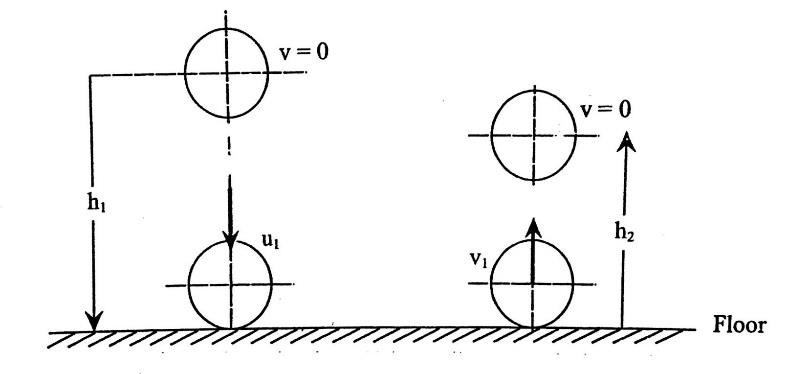 v = 0
v = 0
h₁
u₁
v₁
h₂
Floor